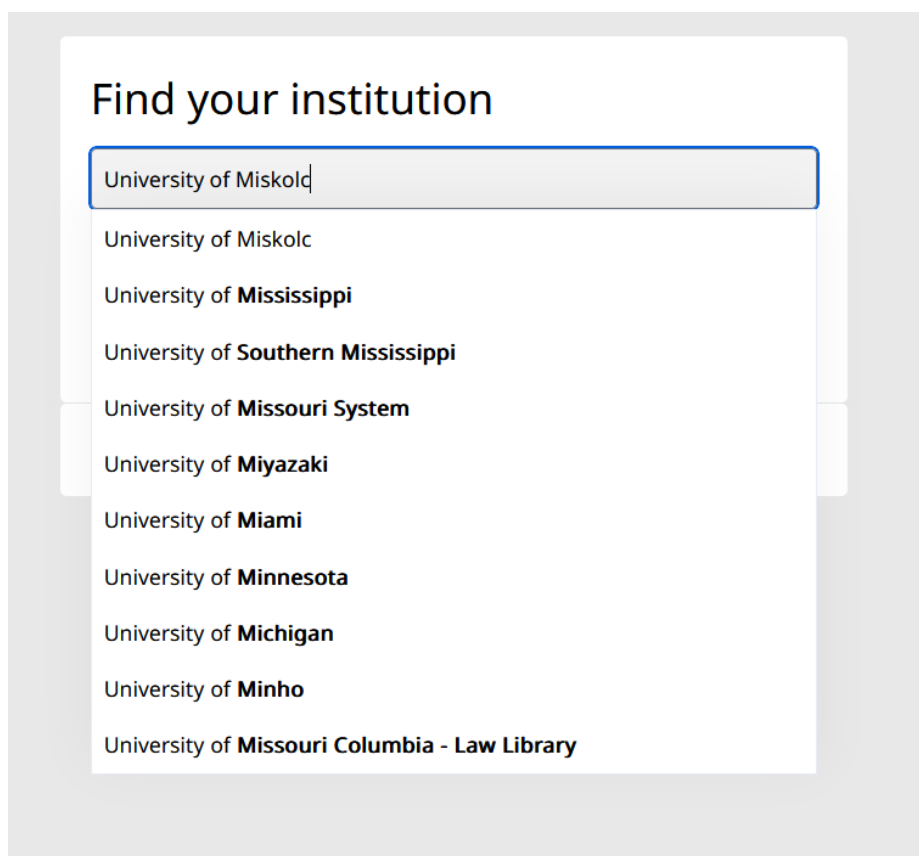 Find your institution
University of Miskolc
University of Miskolc
University of Mississippi
University of Southern Mississippi
University of Missouri System
University of Miyazaki
University of Miami
University of Minnesota
University of Michigan
University of Minho
University of Missouri Columbia - Law Library